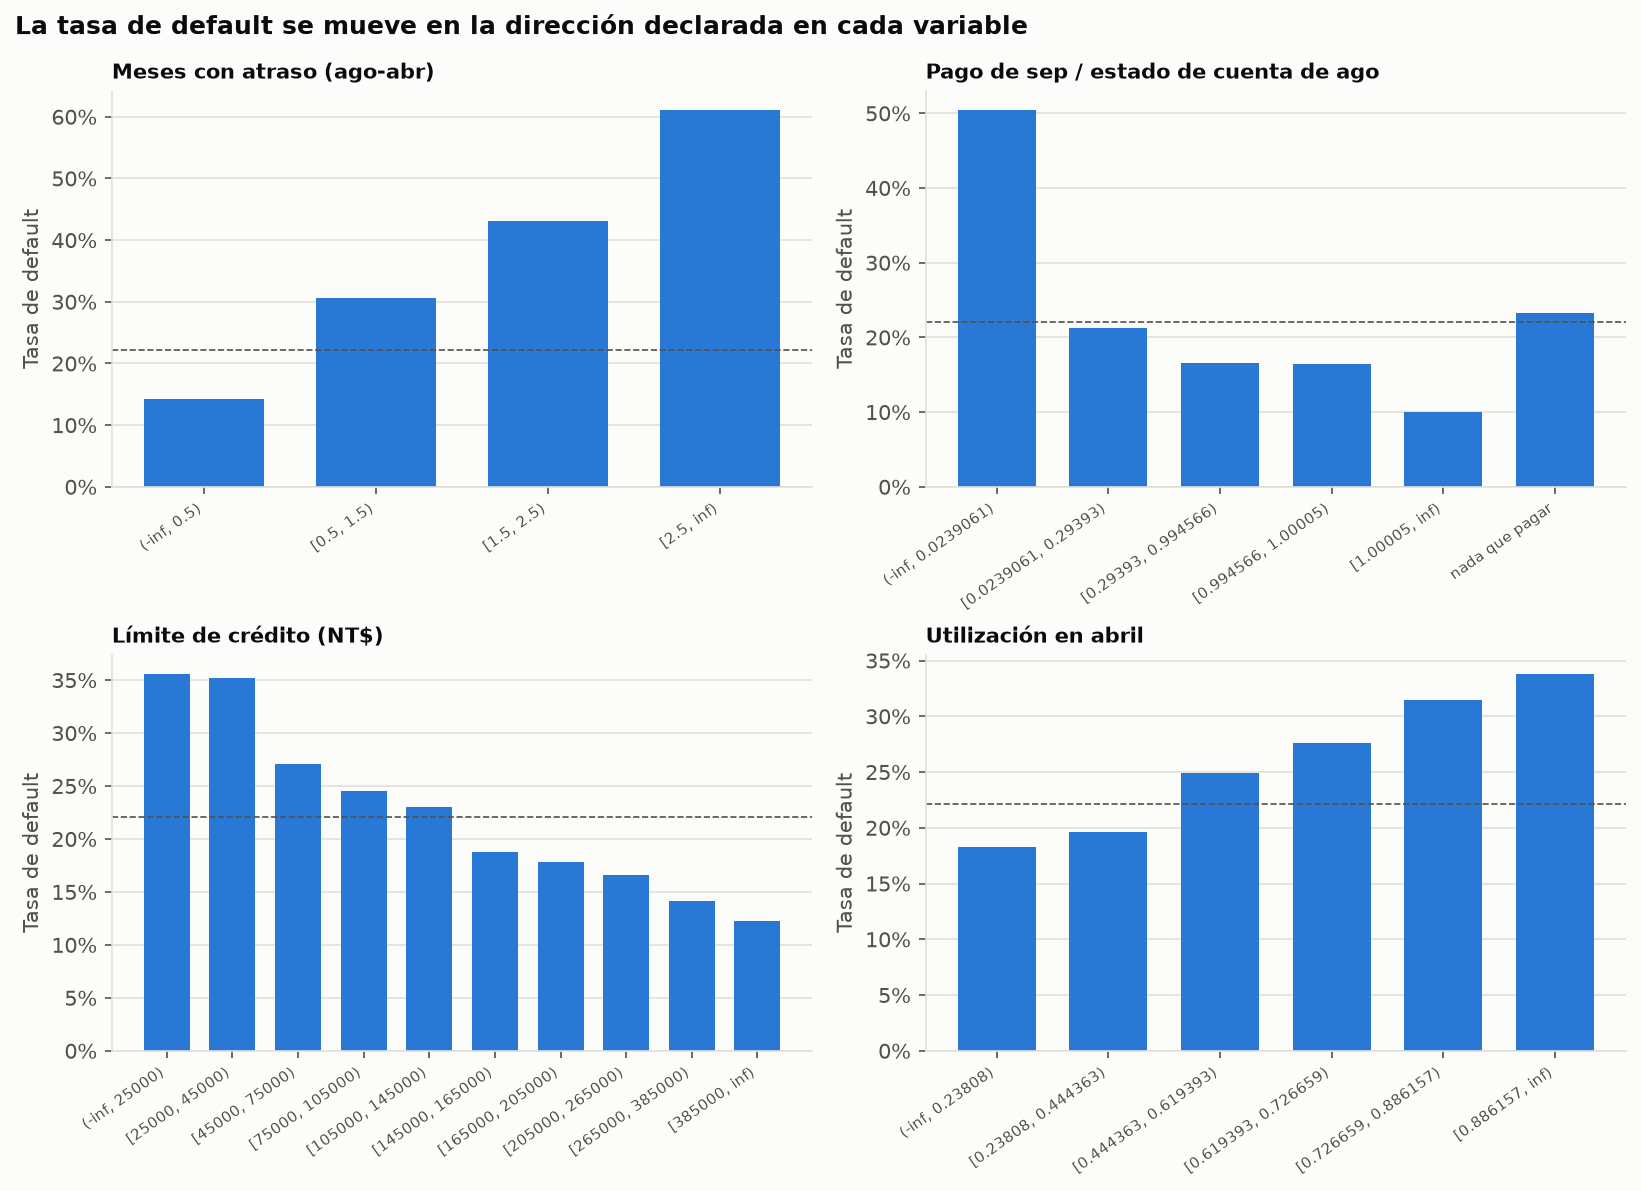 La tasa de default se mueve en la dirección declarada en cada variable
Meses con atraso (ago-abr)
Tasa de default
60%
50%
40%
30%
20%
10%
0%
(-inf, 0.5)
[0.5, 1.5)
[1.5, 2.5)
[2.5, inf)
Pago de sep / estado de cuenta de ago
Tasa de default
50%
40%
30%
20%
10%
0%
(-inf, 0.0239061)
[0.0239061, 0.29393)
[0.29393, 0.994566)
[0.994566, 1.00005)
[1.00005, inf)
nada que pagar
Límite de crédito (NT$)
Tasa de default
35%
30%
25%
20%
15%
10%
5%
0%
(-inf, 25000)
[25000, 45000)
[45000, 75000)
[75000, 105000)
[105000, 145000)
[145000, 165000)
[165000, 205000)
[205000, 265000)
[265000, 385000)
[385000, inf)
Utilización en abril
Tasa de default
35%
30%
25%
20%
15%
10%
5%
0%
(-inf, 0.23808)
[0.23808, 0.444363)
[0.444363, 0.619393)
[0.619393, 0.726659)
[0.726659, 0.886157)
[0.886157, inf)